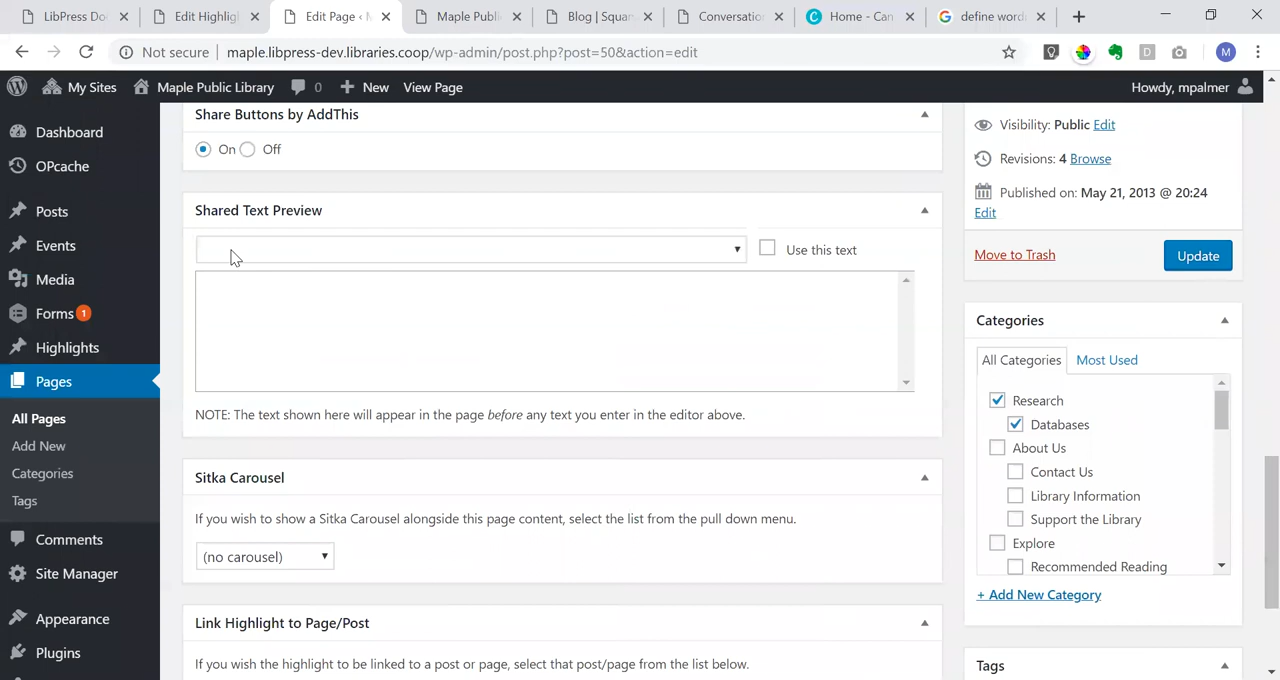 LibPress Do
Edit Highlig
Edit Page ‹ M
Maple Publi
Blog | Squar
Conversatio
Home - Can
define word
Not secure
maple.libpress-dev.libraries.coop/wp-admin/post.php?post=50&action=edit
M
My Sites
Maple Public Library
0
New
View Page
Howdy, mpalmer
Dashboard
OPcache
Posts
Events
Media
Forms 1
Highlights
Pages
All Pages
Add New
Categories
Tags
Comments
Site Manager
Appearance
Plugins
Share Buttons by AddThis
On Off
Shared Text Preview
Use this text
NOTE: The text shown here will appear in the page before any text you enter in the editor above.
Sitka Carousel
If you wish to show a Sitka Carousel alongside this page content, select the list from the pull down menu.
(no carousel)
Link Highlight to Page/Post
If you wish the highlight to be linked to a post or page, select that post/page from the list below.
Visibility: Public Edit
Revisions: 4 Browse
Published on: May 21, 2013 @ 20:24
Edit
Move to Trash
Update
Categories
All Categories
Most Used
Research
Databases
About Us
Contact Us
Library Information
Support the Library
Explore
Recommended Reading
+ Add New Category
Tags